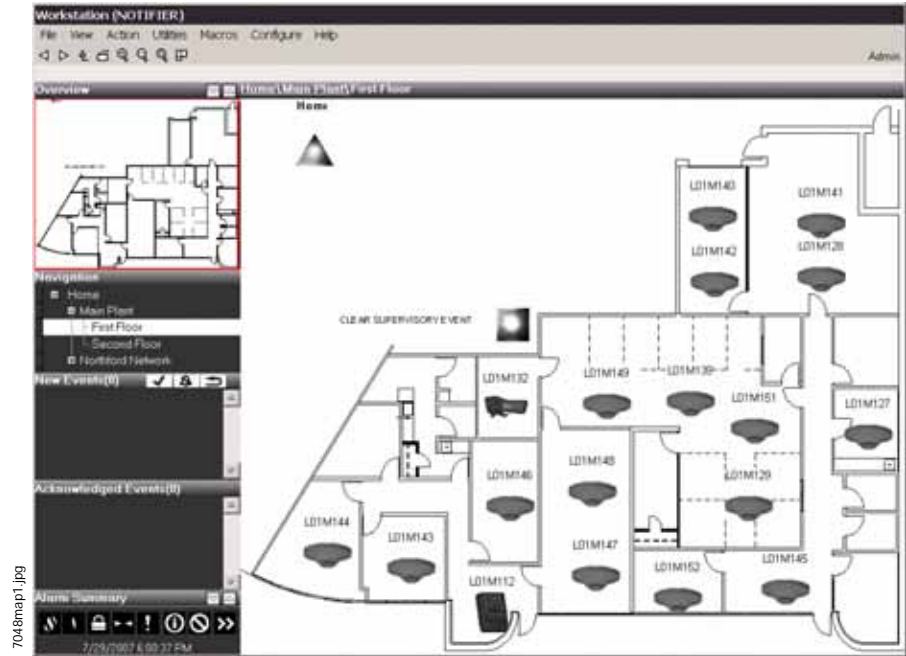 Workstation (NOTIFIER)
File View Action Utilities Macros Configure Help
Admin
Overview
Home\Main Plant\First Floor
Home
L01M140
L01M141
L01M142
L01M128
Navigation
Home
Main Plant
First Floor
Second Floor
Northford Network
CLEAR SUPERVISORY EVENT
New Events(0)
L01M132
L01M149
L01M139
L01M151
L01M127
L01M146
L01M148
L01M129
Acknowledged Events(0)
L01M144
L01M143
L01M147
L01M145
L01M112
L01M152
Alarm Summary
7/29/2007 6:00:37 PM
7048map1.jpg